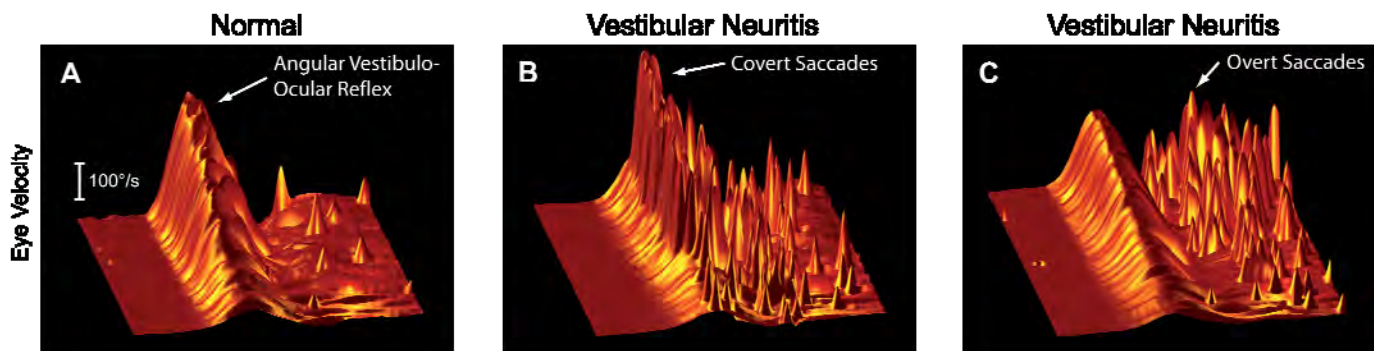 Normal
Vestibular Neuritis
Vestibular Neuritis
A
Angular Vestibulo-
Ocular Reflex
B
Covert Saccades
C
Overt Saccades
100°/s
Eye Velocity